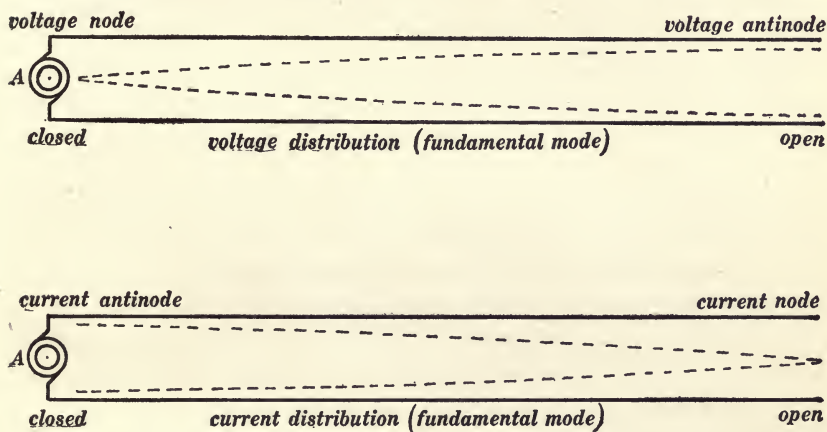 voltage node voltage antinode
A
closed voltage distribution (fundamental mode) open
current antinode current node
A
closed current distribution (fundamental mode) open